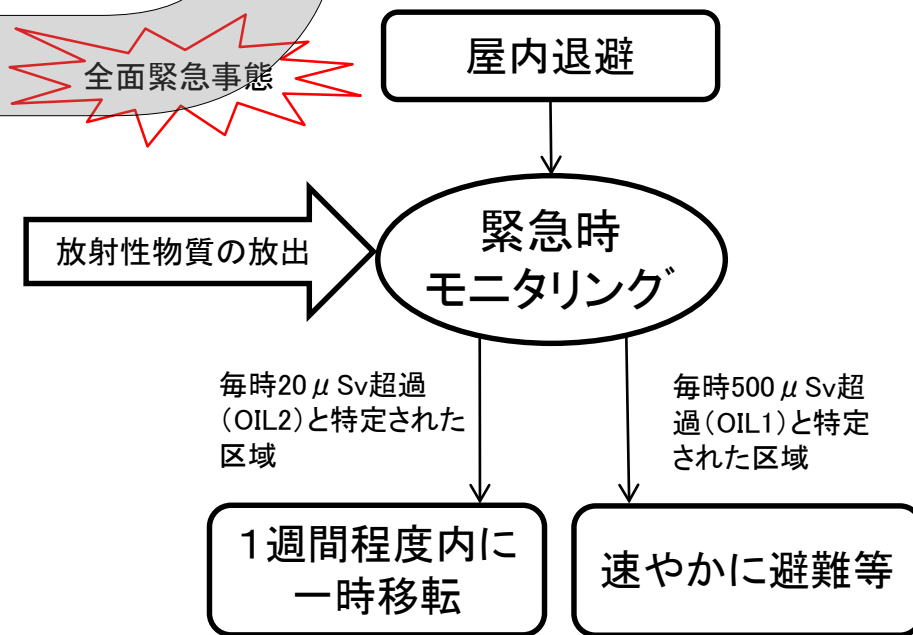 全面緊急事態
屋内退避
放射性物質の放出
緊急時
モニタリング
毎時20μSv超過
(OIL2)と特定された
区域
毎時500μSv超
過(OIL1)と特定
された区域
1週間程度内に
一時移転
速やかに避難等